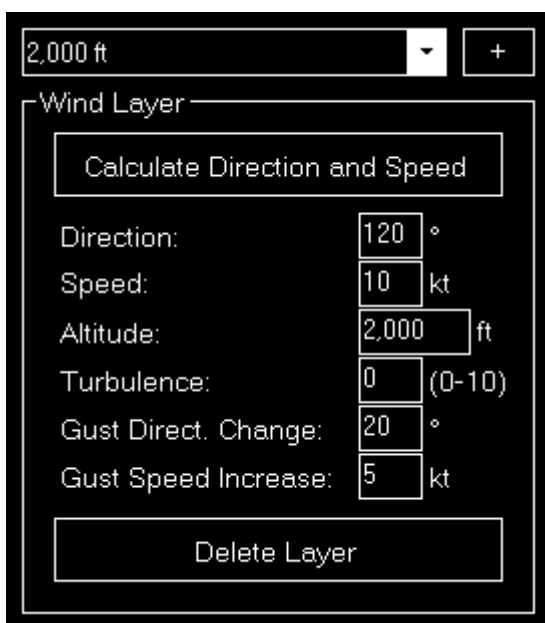 2,000 ft +
Wind Layer
Calculate Direction and Speed
Direction: 120 °
Speed: 10 kt
Altitude: 2,000 ft
Turbulence: 0 (0-10)
Gust Direct. Change: 20 °
Gust Speed Increase: 5 kt
Delete Layer